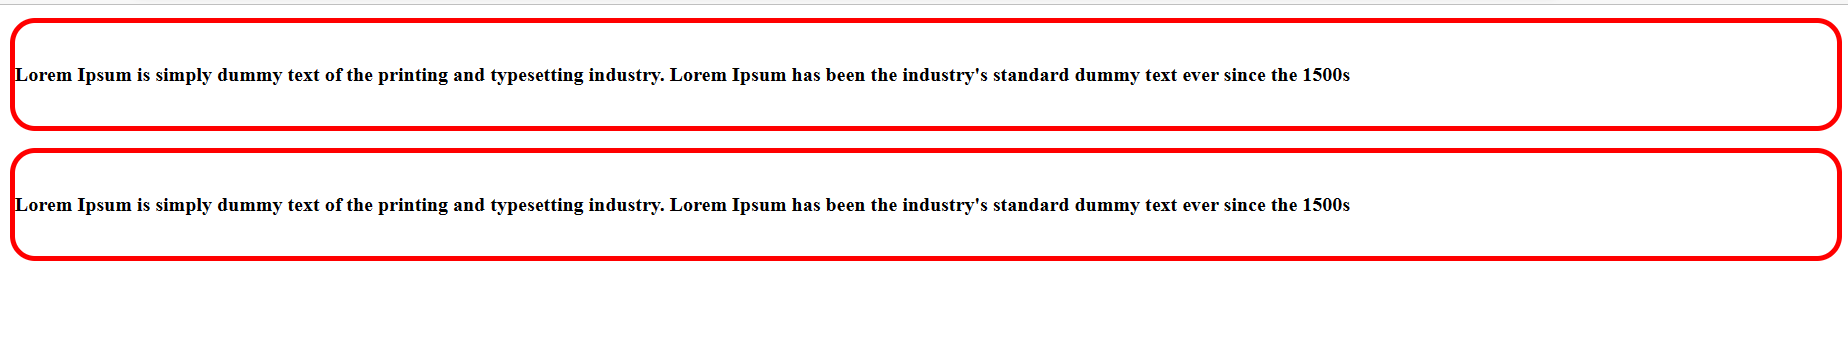 Lorem Ipsum is simply dummy text of the printing and typesetting industry. Lorem Ipsum has been the industry's standard dummy text ever since the 1500s
Lorem Ipsum is simply dummy text of the printing and typesetting industry. Lorem Ipsum has been the industry's standard dummy text ever since the 1500s